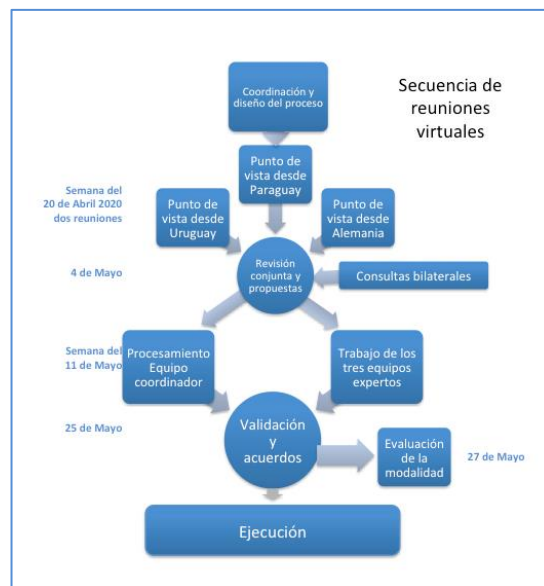 Secuencia de
reuniones
virtuales
Coordinación y
diseño del proceso
Punto de
vista desde
Paraguay
Semana del
20 de Abril 2020
dos reuniones
Punto de
vista desde
Uruguay
Punto de
vista desde
Alemania
4 de Mayo
Revisión
conjunta y
propuestas
Consultas bilaterales
Semana del
11 de Mayo
Procesamiento
Equipo
coordinador
Trabajo de los
tres equipos
expertos
25 de Mayo
Validación
y
acuerdos
Evaluación
de la
modalidad
27 de Mayo
Ejecución